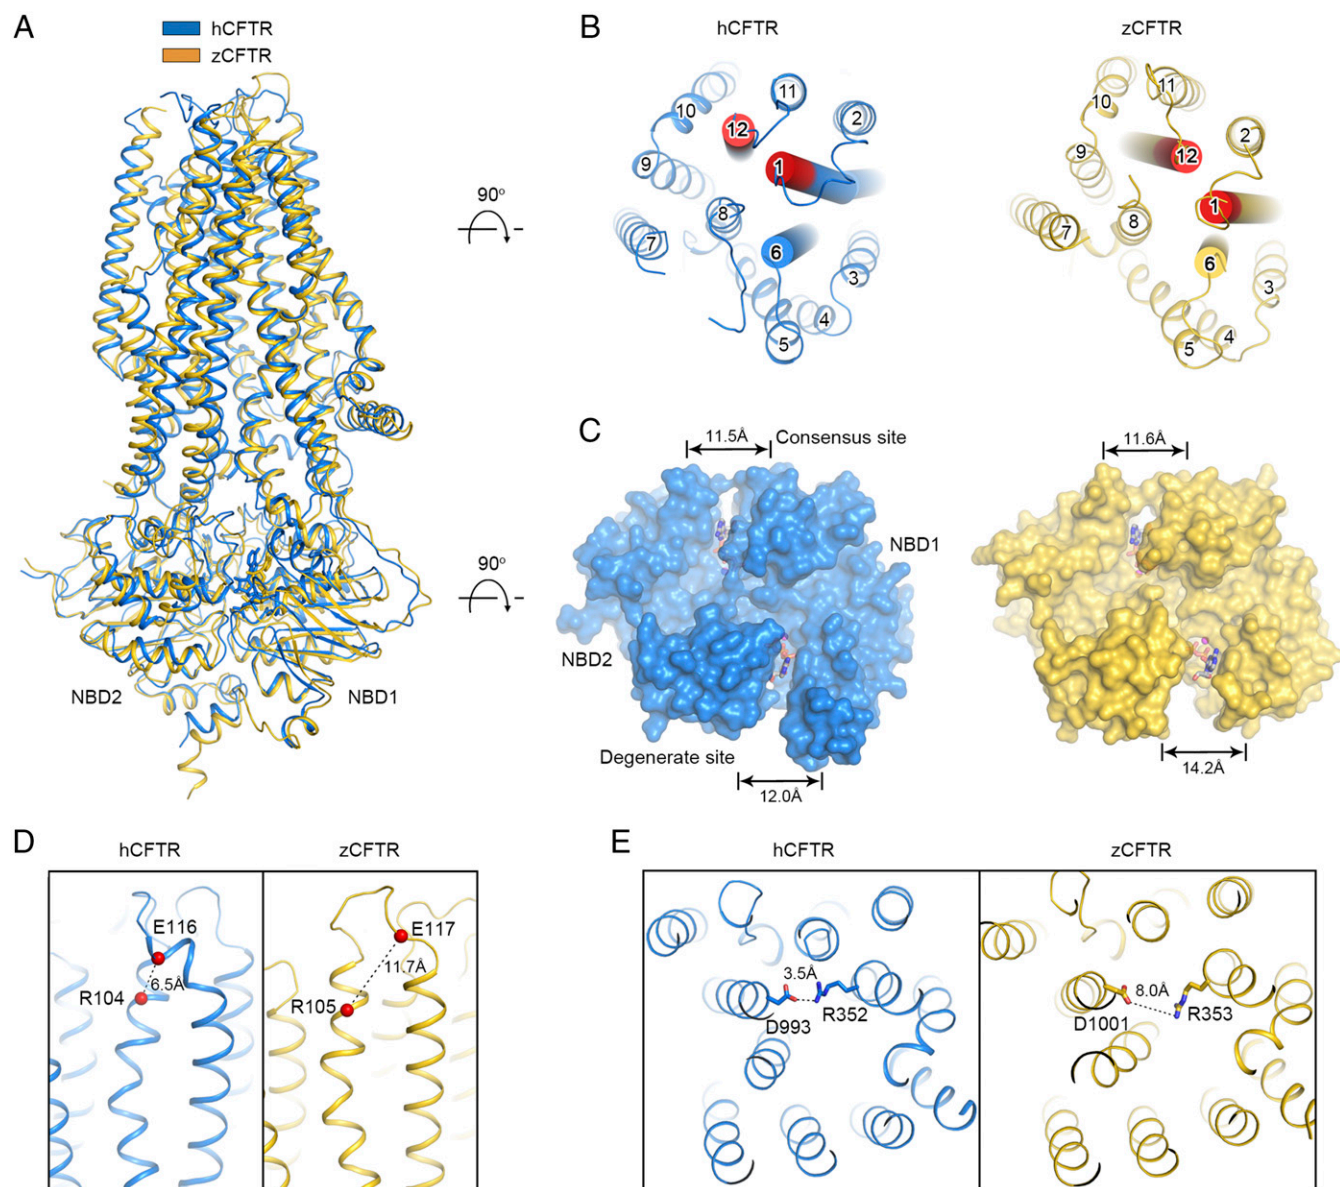 A
hCFTR
zCFTR
90°
90°
NBD2
NBD1
B
hCFTR
zCFTR
11
10
2
12
9
1
8
7
6
3
4
5
11
10
2
12
9
1
8
7
6
3
4
5
C
11.5Å
Consensus site
NBD1
NBD2
Degenerate site
12.0Å
11.6Å
14.2Å
D
hCFTR
zCFTR
E116
6.5Å
R104
E117
11.7Å
R105
E
hCFTR
zCFTR
3.5Å
D993
R352
8.0Å
D1001
R353